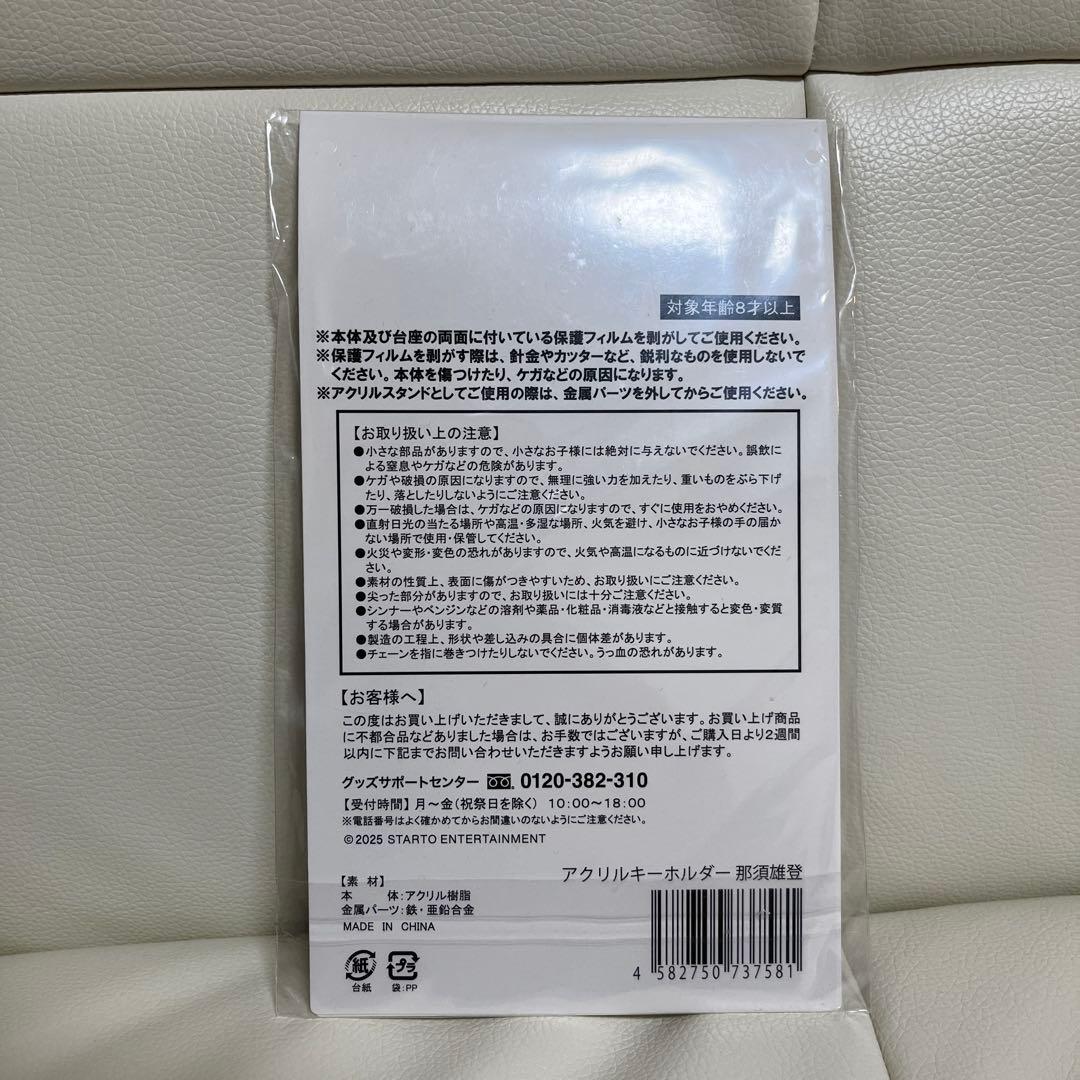 対象年齢8才以上
※本体及び台座の両面に付いている保護フィルムを剥がしてご使用ください。
※保護フィルムを剥がす際は、針金やカッターなど、鋭利なものを使用しないで
ください。本体を傷つけたり、ケガなどの原因になります。
※アクリルスタンドとしてご使用の際は、金属パーツを外してからご使用ください。
【お取り扱い上の注意】
●小さな部品がありますので、小さなお子様には絶対に与えないでください。誤飲に
よる窒息やケガなどの危険があります。
●ケガや破損の原因になりますので、無理に強い力を加えたり、重いものをぶら下げ
たり、落としたりしないようにご注意ください。
●万一破損した場合は、ケガなどの原因になりますので、すぐに使用をおやめください。
●直射日光の当たる場所や高温・多湿な場所、火気を避け、小さなお子様の手の届か
ない場所で使用・保管してください。
●火災や変形・変色の恐れがありますので、火気や高温になるものに近づけないでくだ
さい。
●素材の性質上、表面に傷がつきやすいため、お取り扱いにご注意ください。
●尖った部分がありますので、お取り扱いには十分ご注意ください。
●シンナーやベンジンなどの溶剤や薬品・化粧品・消毒液などと接触すると変色・変質
する場合があります。
●製造の工程上、形状や差し込みの具合に個体差があります。
●チェーンを指に巻きつけたりしないでください。うっ血の恐れがあります。
【お客様へ】
この度はお買い上げいただきまして、誠にありがとうございます。お買い上げ商品
に不都合品などありました場合は、お手数ではございますが、ご購入日より2週間
以内に下記までお問い合わせいただきますようお願い申し上げます。
グッズサポートセンター 0120-382-310
【受付時間】月〜金(祝祭日を除く) 10:00〜18:00
※電話番号はよく確かめてからお間違いのないようにご注意ください。
©2025 STARTO ENTERTAINMENT
アクリルキーホルダー 那須雄登
【素 材】
本 体:アクリル樹脂
金属パーツ:鉄・亜鉛合金
MADE IN CHINA
紙
台紙
プラ
袋:PP
4 582750 737581